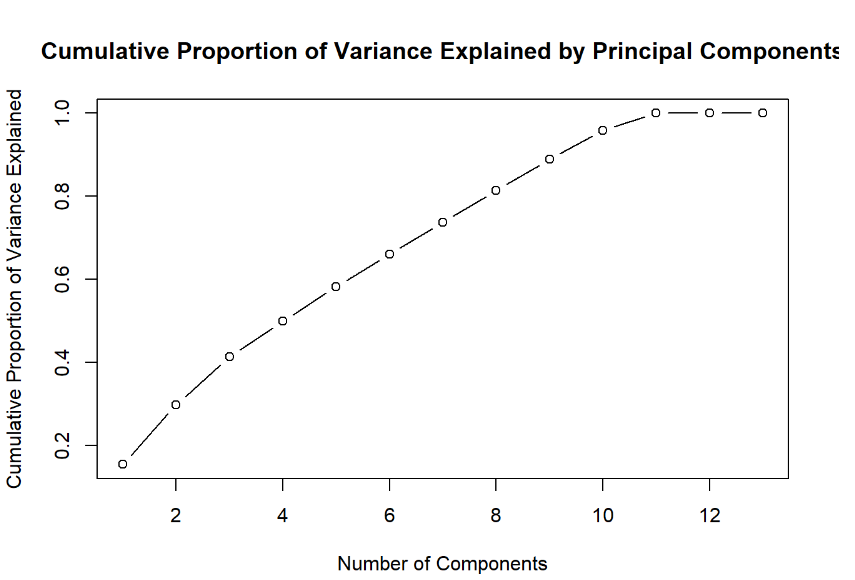 Cumulative Proportion of Variance Explained by Principal Components
Cumulative Proportion of Variance Explained
1.0
0.8
0.6
0.4
0.2
2 4 6 8 10 12
Number of Components